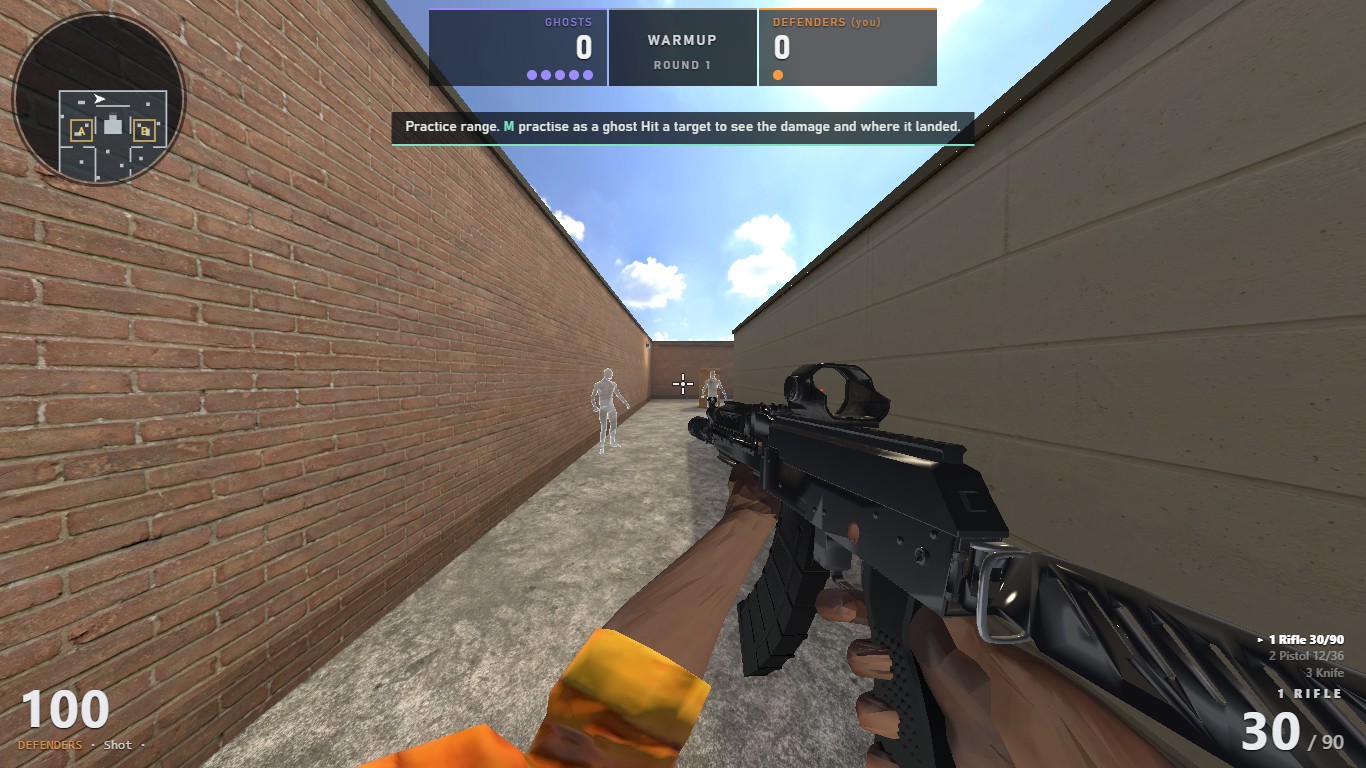 GHOSTS
0
WARMUP
ROUND 1
DEFENDERS (you)
0
Practice range. M practise as a ghost Hit a target to see the damage and where it landed.
A
B
1 Rifle 30/90
2 Pistol 12/36
3 Knife
1 RIFLE
30 / 90
100
DEFENDERS · Shot ·